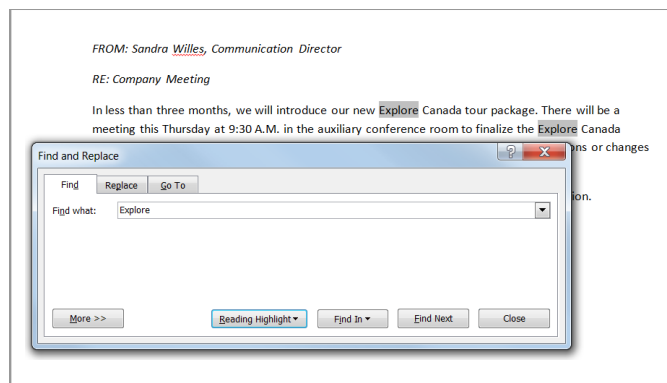 FROM: Sandra Willes, Communication Director
RE: Company Meeting
In less than three months, we will introduce our new Explore Canada tour package. There will be a
meeting this Thursday at 9:30 A.M. in the auxiliary conference room to finalize the Explore Canada
ons or changes
ion.
Find and Replace
Find
Replace
Go To
Find what:
Explore
More >>
Reading Highlight
Find In
Find Next
Close